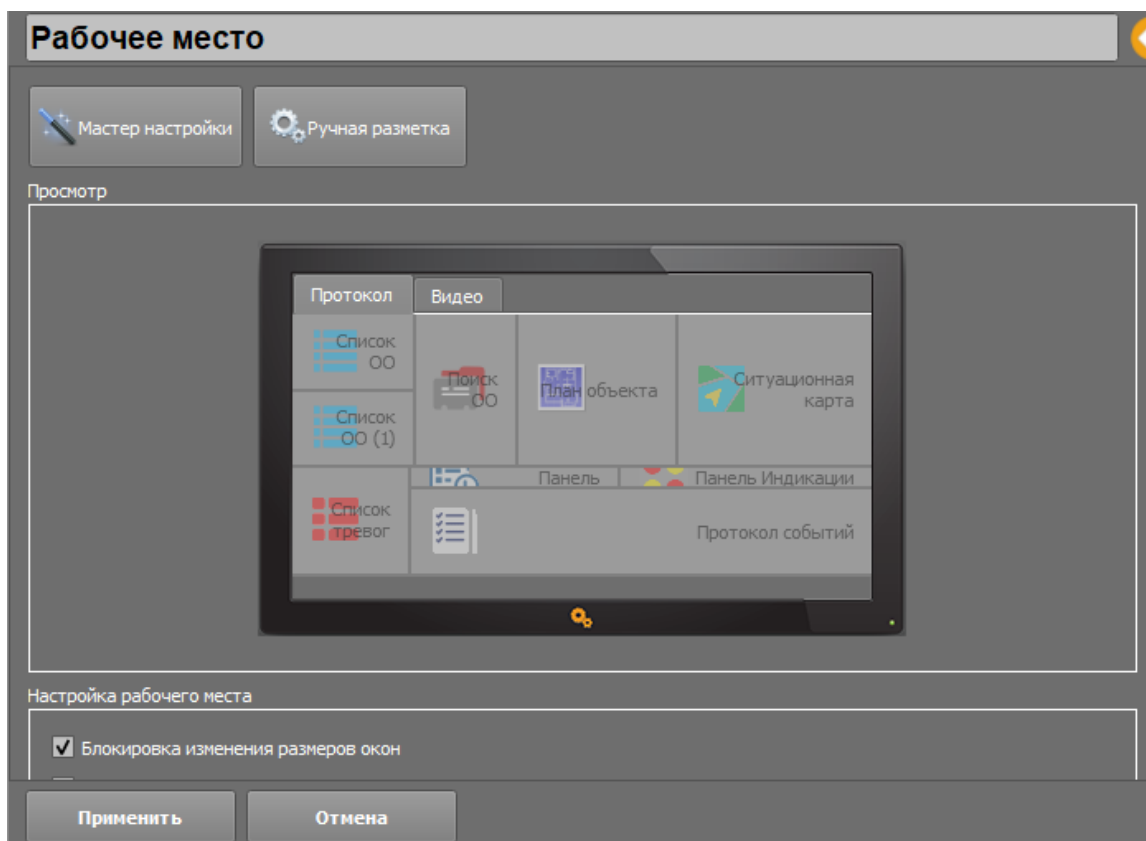 Рабочее место
Мастер настройки
Ручная разметка
Просмотр
Протокол
Видео
Список
ОО
Список
ОО (1)
Поиск
ОО
План объекта
Ситуационная
карта
Список
тревог
Панель
Панель Индикации
Протокол событий
Настройка рабочего места
Блокировка изменения размеров окон
Применить
Отмена